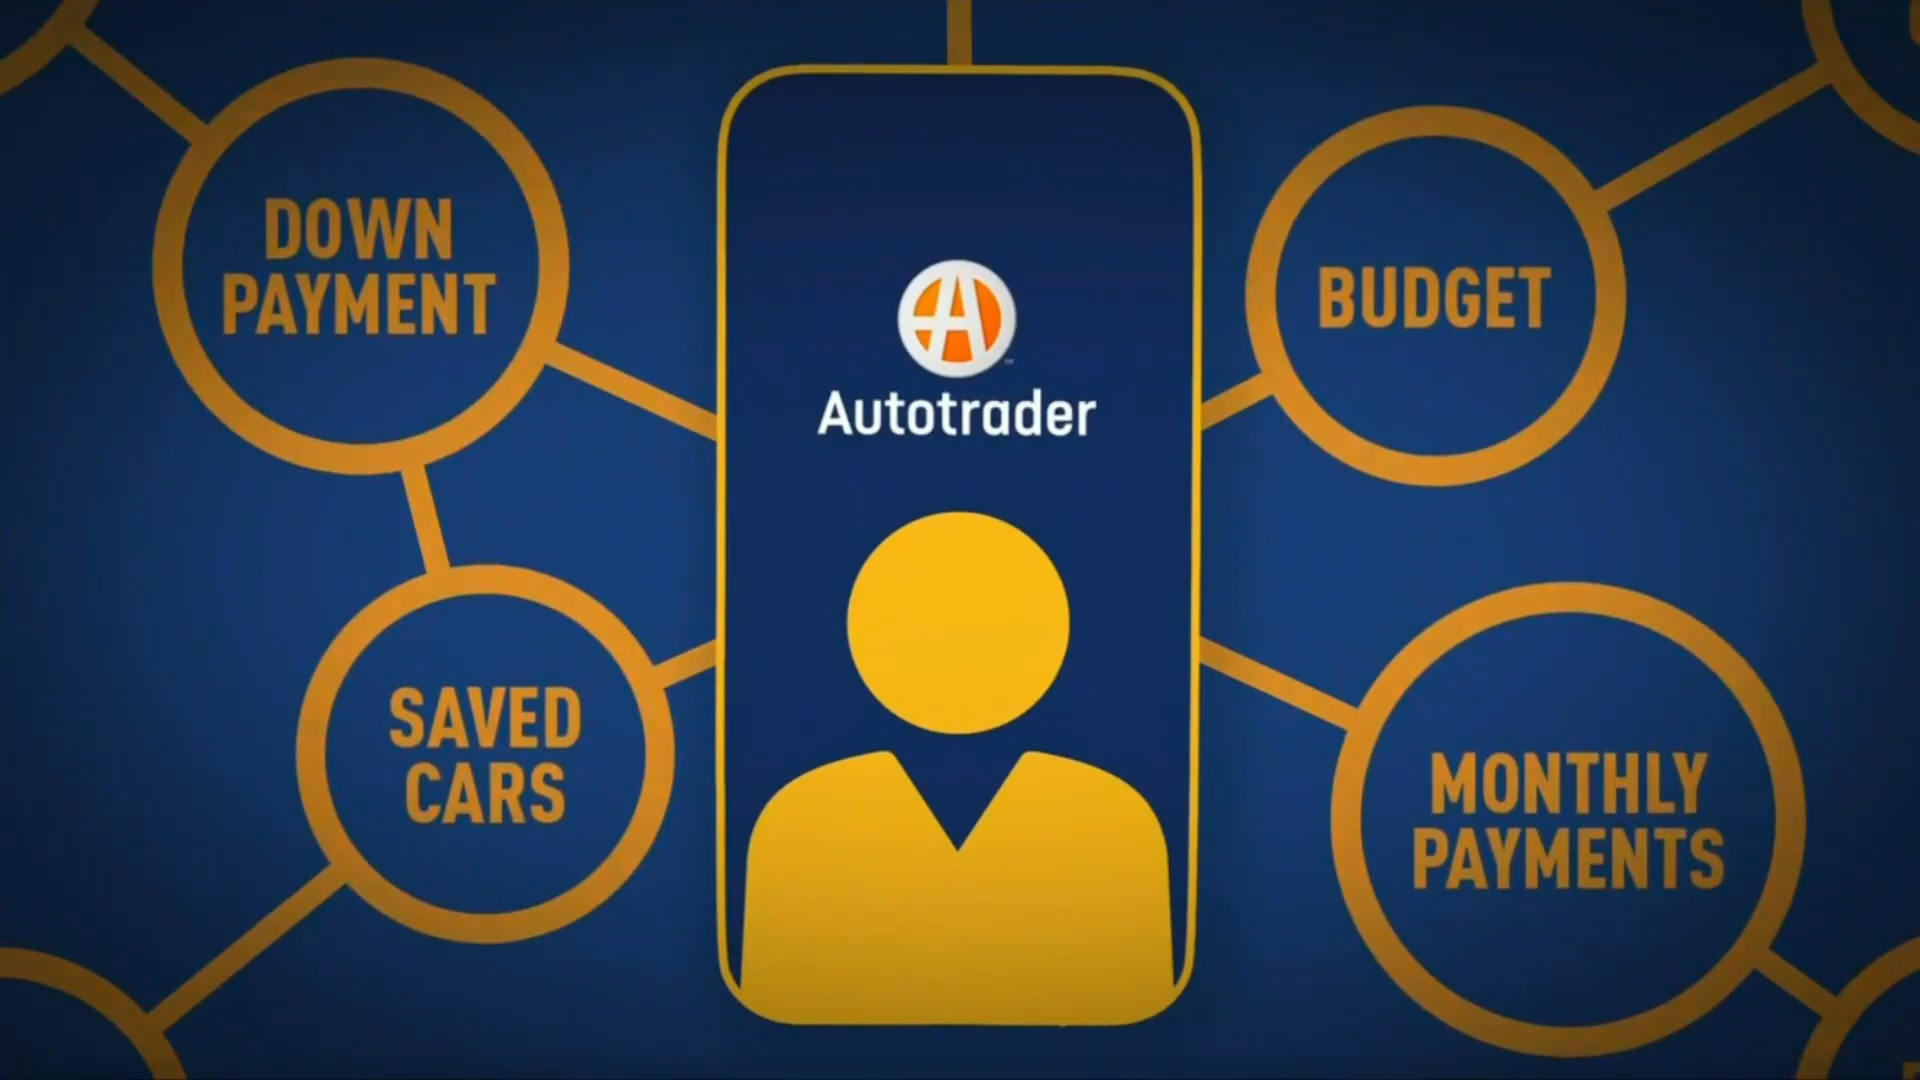 DOWN
PAYMENT
Autotrader
BUDGET
SAVED
CARS
MONTHLY
PAYMENTS